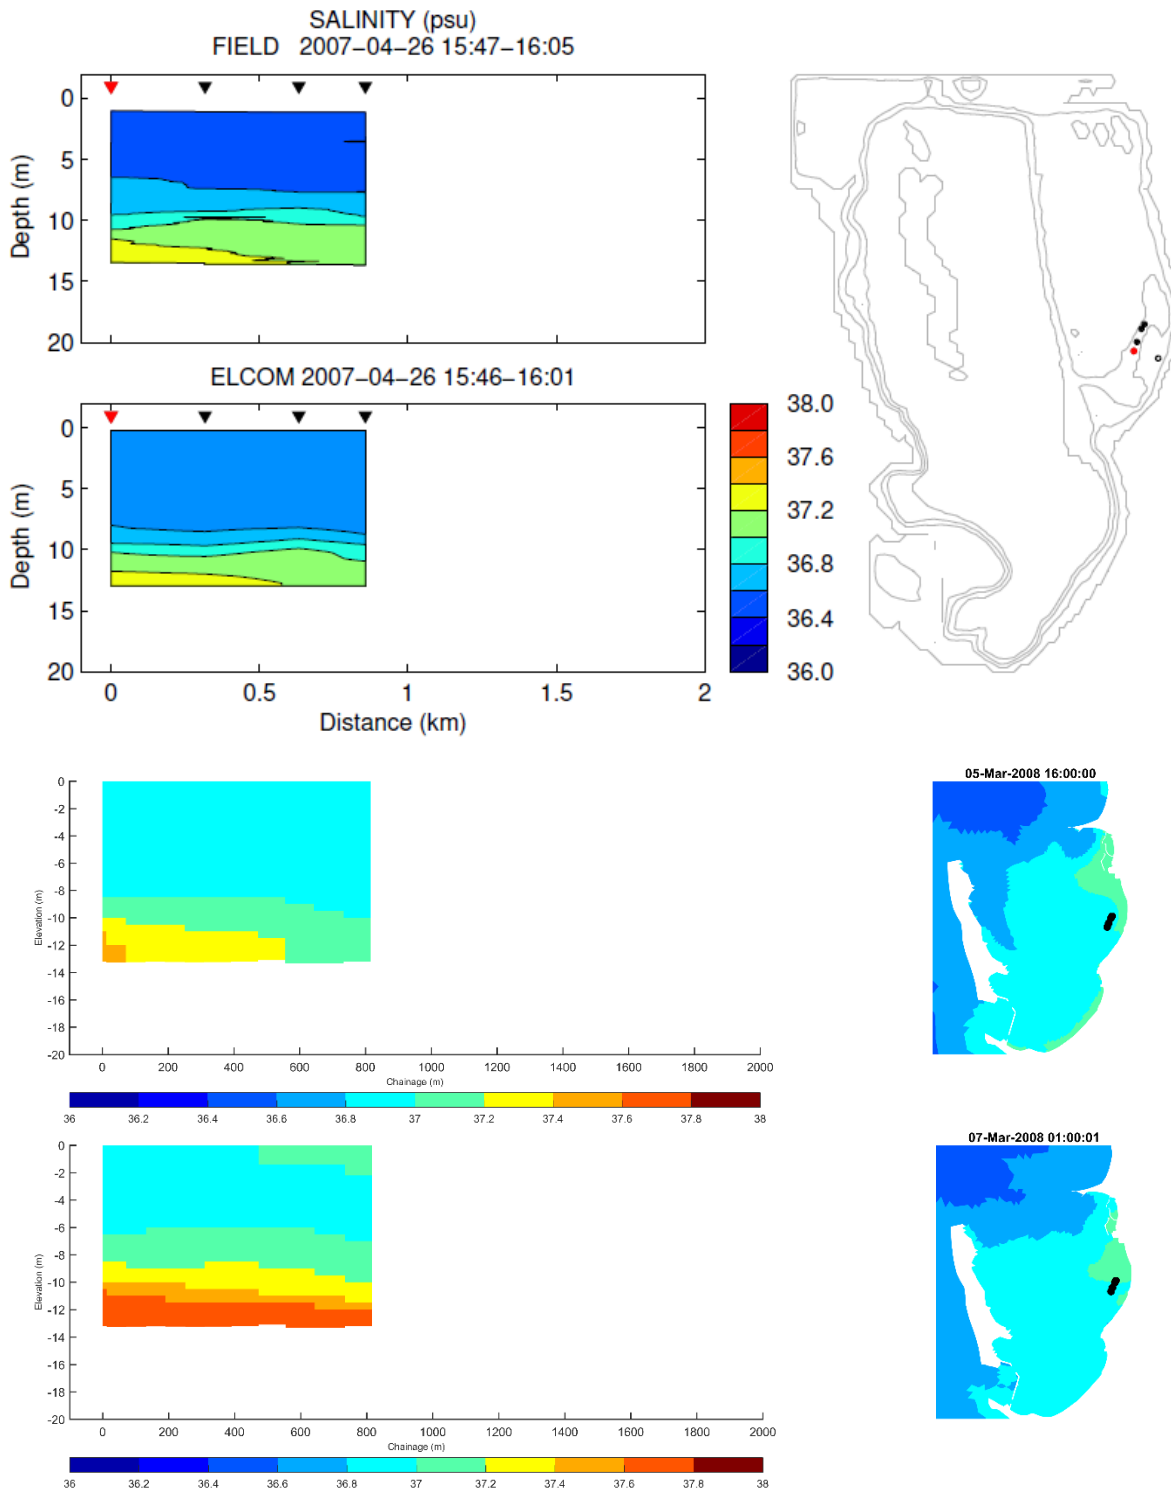 SALINITY (psu)
FIELD 2007−04−26 15:47−16:05
0
5
10
15
20
Depth (m)
ELCOM 2007−04−26 15:46−16:01
0
5
10
15
20
Depth (m)
0 0.5 1 1.5 2
Distance (km)
38.0
37.6
37.2
36.8
36.4
36.0
05-Mar-2008 16:00:00
0
-2
-4
-6
-8
-10
-12
-14
-16
-18
-20
Elevation (m)
0 200 400 600 800 1000 1200 1400 1600 1800 2000
Chainage (m)
36 36.2 36.4 36.6 36.8 37 37.2 37.4 37.6 37.8 38
07-Mar-2008 01:00:01
0
-2
-4
-6
-8
-10
-12
-14
-16
-18
-20
Elevation (m)
0 200 400 600 800 1000 1200 1400 1600 1800 2000
Chainage (m)
36 36.2 36.4 36.6 36.8 37 37.2 37.4 37.6 37.8 38